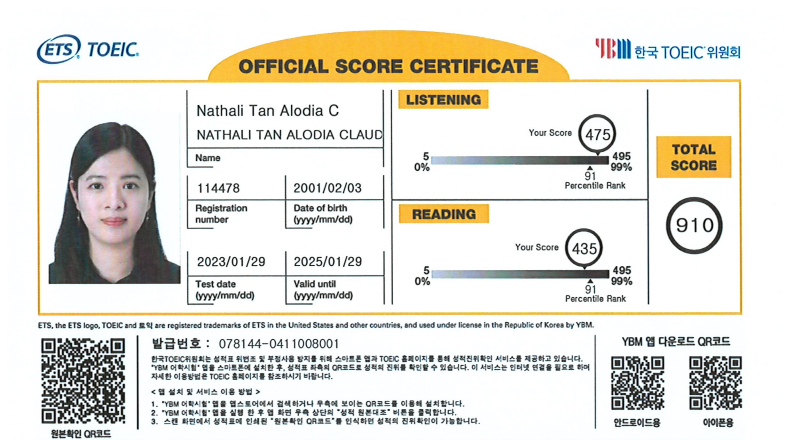 ETS TOEIC
YBM 한국 TOEIC 위원회
OFFICIAL SCORE CERTIFICATE
Nathali Tan Alodia C
NATHALI TAN ALODIA CLAUD
Name
114478
Registration
number
2001/02/03
Date of birth
(yyyy/mm/dd)
2023/01/29
Test date
(yyyy/mm/dd)
2025/01/29
Valid until
(yyyy/mm/dd)
LISTENING
Your Score 475
5 495
0% 99%
91
Percentile Rank
READING
Your Score 435
5 495
0% 99%
91
Percentile Rank
TOTAL
SCORE
910
ETS, the ETS logo, TOEIC and 토익 are registered trademarks of ETS in the United States and other countries, and used under license in the Republic of Korea by YBM.
원본확인 QR코드
발급번호 : 078144-0411008001
한국TOEIC위원회는 성적표 위변조 및 부정사용 방지를 위해 스마트폰 앱과 TOEIC 홈페이지를 통해 성적진위확인 서비스를 제공하고 있습니다.
"YBM 어학시험" 앱을 스마트폰에 설치한 후, 성적표 좌측의 QR코드로 성적의 진위를 확인할 수 있습니다. 이 서비스는 인터넷 연결을 필요로 하며
자세한 이용방법은 TOEIC 홈페이지를 참조하시기 바랍니다.
< 앱 설치 및 서비스 이용 방법 >
1. "YBM 어학시험" 앱을 앱스토어에서 검색하거나 우측에 보이는 QR코드를 이용해 설치합니다.
2. "YBM 어학시험" 앱을 실행 한 후 앱 화면 우측 상단의 "성적 원본대조" 버튼을 클릭합니다.
3. 스캔 화면에서 성적표에 인쇄된 "원본확인 QR코드"를 인식하면 성적의 진위확인이 가능합니다.
YBM 앱 다운로드 QR코드
안드로이드용
아이폰용